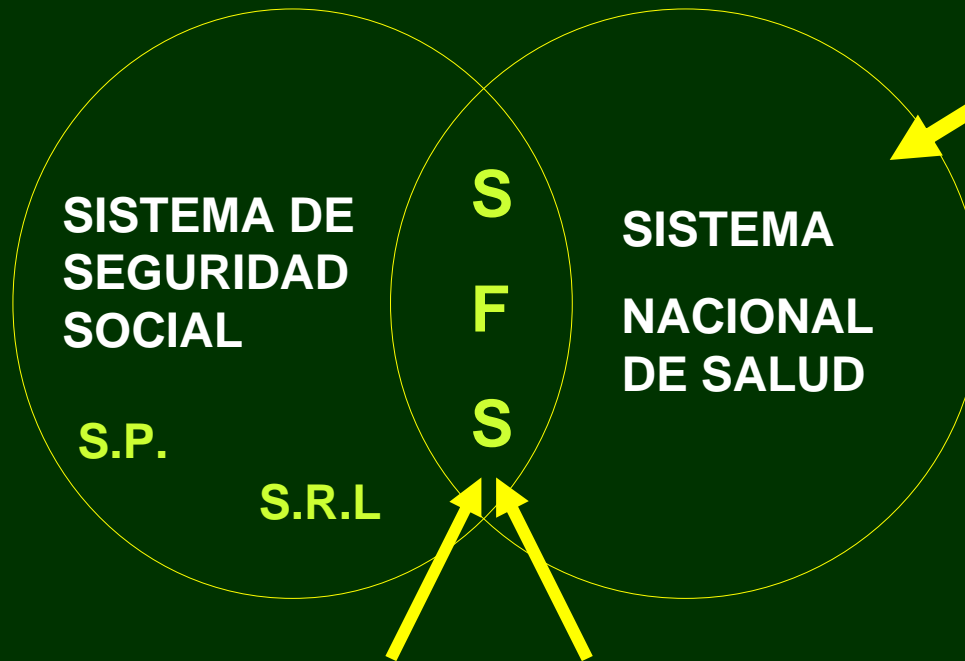 SISTEMA DE
SEGURIDAD
SOCIAL
S.P.
S.R.L
S
F
S
SISTEMA
NACIONAL
DE SALUD